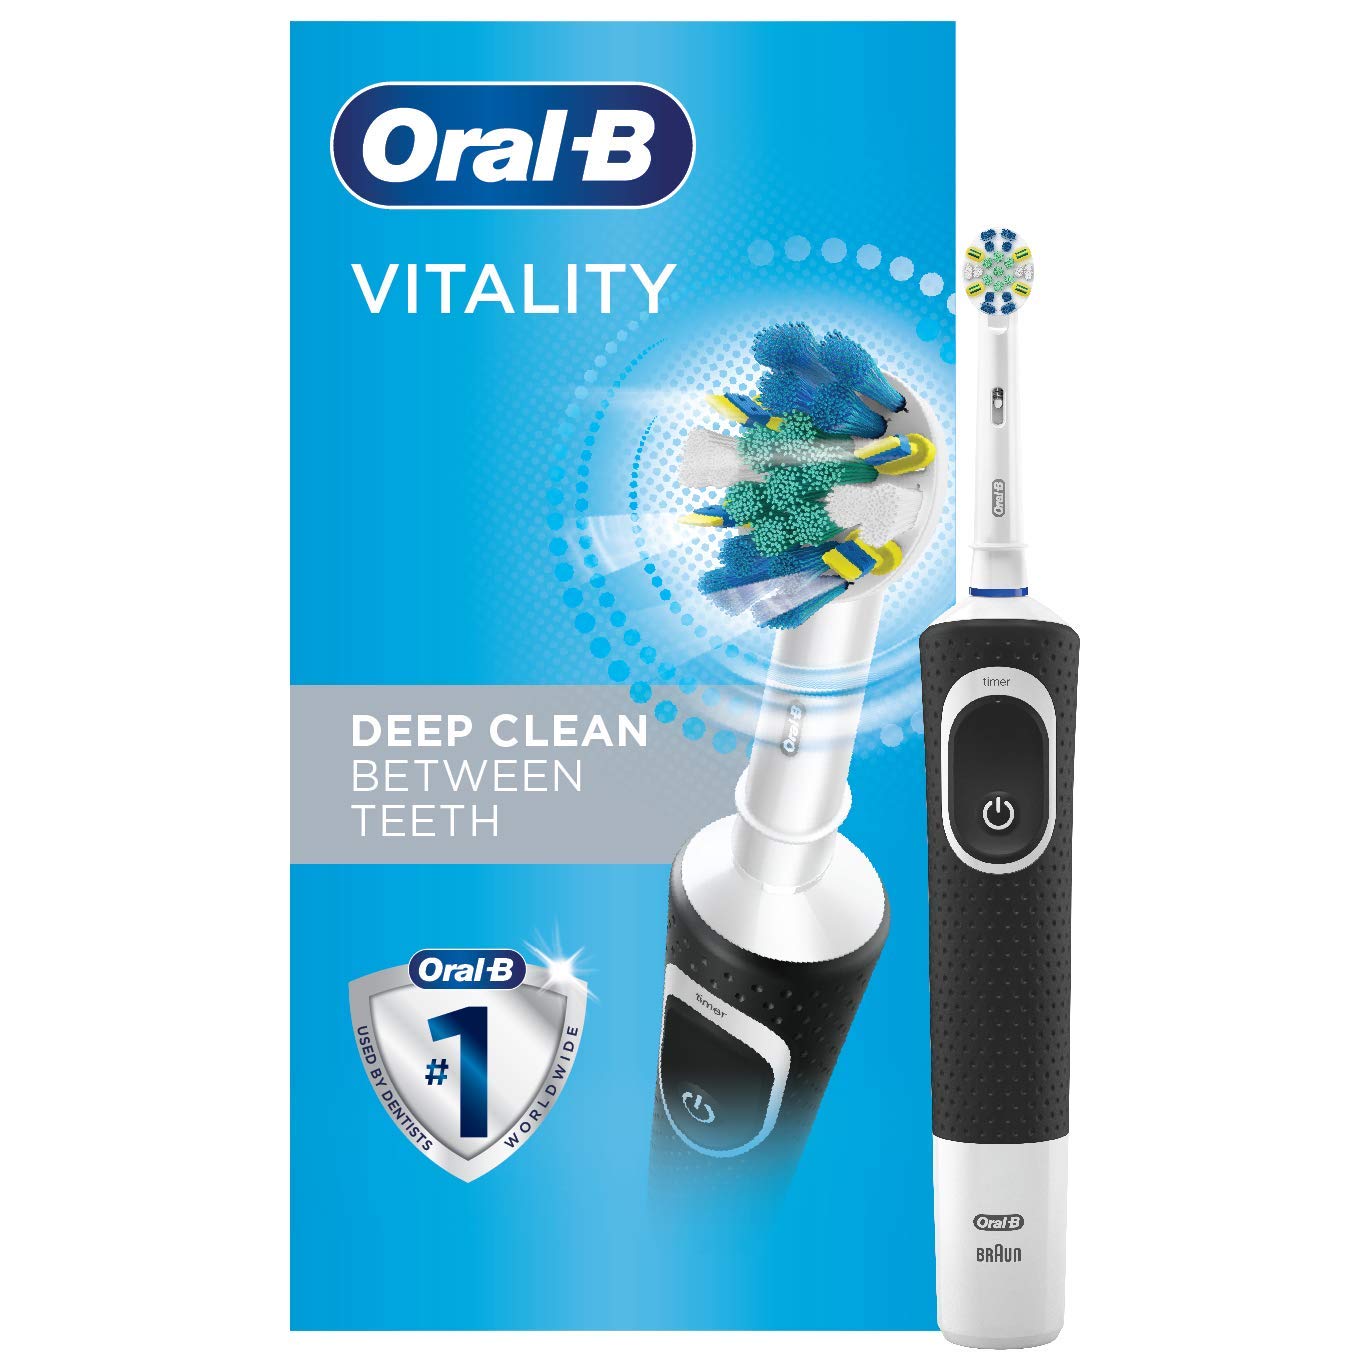 Oral-B
VITALITY
DEEP CLEAN
BETWEEN
TEETH
Oral-B
#1
USED BY DENTISTS
WORLDWIDE
Oral-B
timer
Oral-B
timer
Oral-B
BRAUN